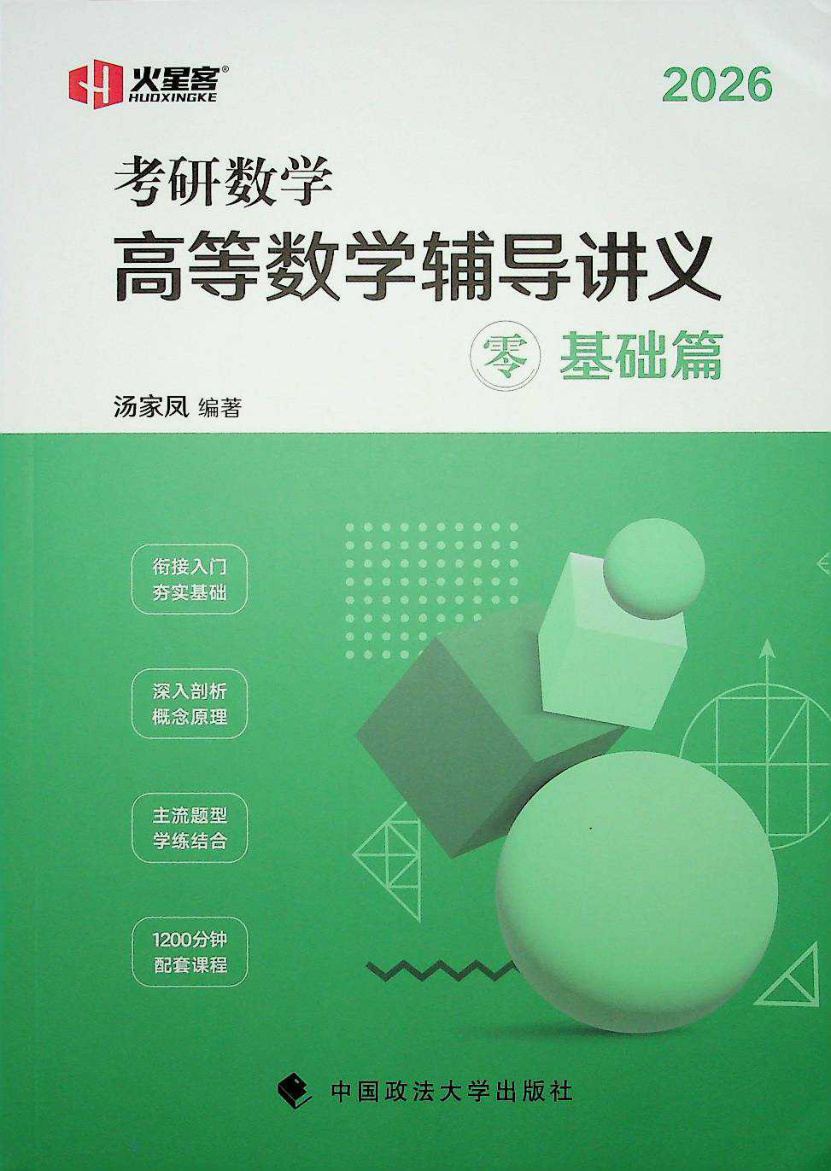 火星客®
HUOXINGKE
2026
考研数学
高等数学辅导讲义
零 基础篇
汤家凤 编著
衔接入门
夯实基础
深入剖析
概念原理
主流题型
学练结合
1200分钟
配套课程
中国政法大学出版社